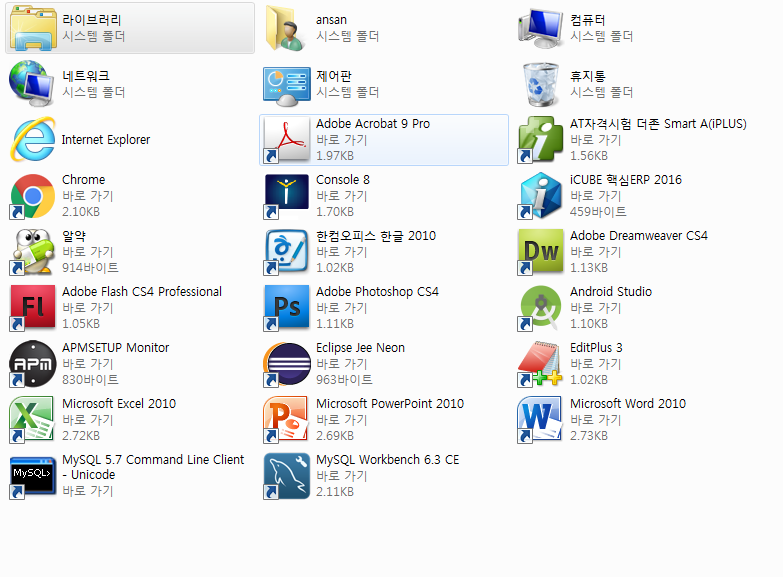 라이브러리
시스템 폴더
ansan
시스템 폴더
컴퓨터
시스템 폴더
네트워크
시스템 폴더
제어판
시스템 폴더
휴지통
시스템 폴더
Internet Explorer
Adobe Acrobat 9 Pro
바로 가기
1.97KB
AT자격시험 더존 Smart A(iPLUS)
바로 가기
1.56KB
Chrome
바로 가기
2.10KB
Console 8
바로 가기
1.70KB
iCUBE 핵심ERP 2016
바로 가기
459바이트
알약
바로 가기
914바이트
한컴오피스 한글 2010
바로 가기
1.02KB
Dw
Adobe Dreamweaver CS4
바로 가기
1.13KB
Fl
Adobe Flash CS4 Professional
바로 가기
1.05KB
Ps
Adobe Photoshop CS4
바로 가기
1.11KB
Android Studio
바로 가기
1.10KB
APM
APMSETUP Monitor
바로 가기
830바이트
Eclipse Jee Neon
바로 가기
963바이트
EditPlus 3
바로 가기
1.02KB
Microsoft Excel 2010
바로 가기
2.72KB
Microsoft PowerPoint 2010
바로 가기
2.69KB
Microsoft Word 2010
바로 가기
2.73KB
MySQL>
MySQL 5.7 Command Line Client
- Unicode
바로 가기
MySQL Workbench 6.3 CE
바로 가기
2.11KB